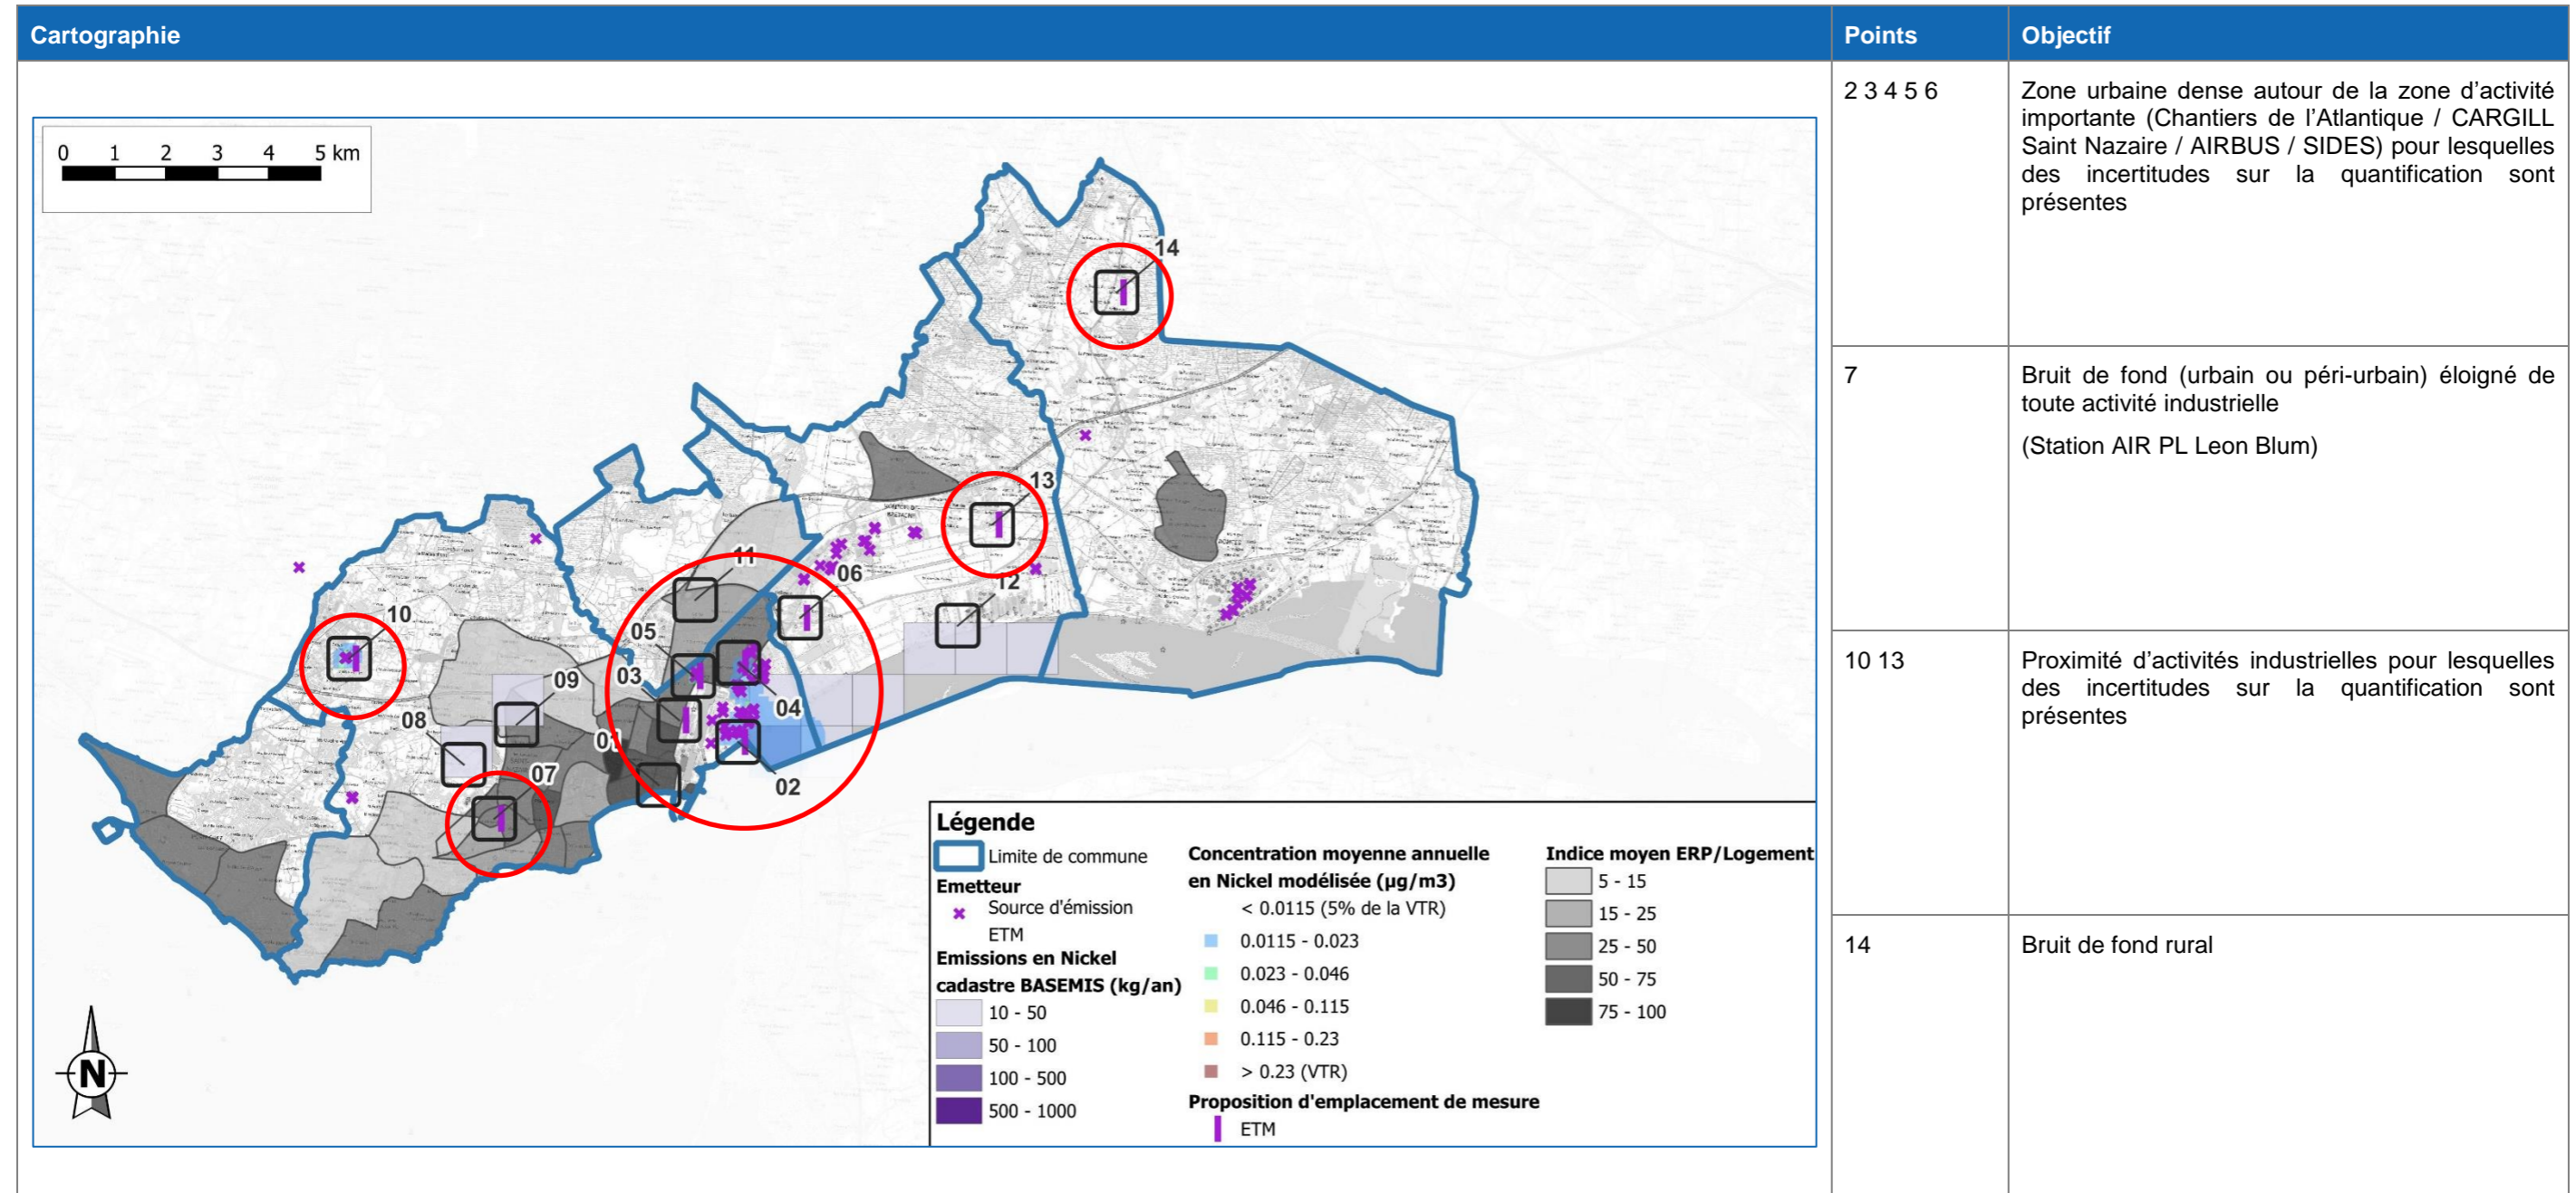 Cartographie
Points
Objectif
0 1 2 3 4 5 km
14
13
12
11
06
10
05
03
09
04
08
01
07
02
Légende
Limite de commune
Emetteur
Source d'émission
ETM
Emissions en Nickel
cadastre BASEMIS (kg/an)
10 - 50
50 - 100
100 - 500
500 - 1000
Concentration moyenne annuelle
en Nickel modélisée (µg/m3)
< 0.0115 (5% de la VTR)
0.0115 - 0.023
0.023 - 0.046
0.046 - 0.115
0.115 - 0.23
> 0.23 (VTR)
Proposition d'emplacement de mesure
ETM
Indice moyen ERP/Logement
5 - 15
15 - 25
25 - 50
50 - 75
75 - 100
N
2 3 4 5 6
Zone urbaine dense autour de la zone d'activité
importante (Chantiers de l'Atlantique / CARGILL
Saint Nazaire / AIRBUS / SIDES) pour lesquelles
des incertitudes sur la quantification sont
présentes
7
Bruit de fond (urbain ou péri-urbain) éloigné de
toute activité industrielle
(Station AIR PL Leon Blum)
10 13
Proximité d'activités industrielles pour lesquelles
des incertitudes sur la quantification sont
présentes
14
Bruit de fond rural